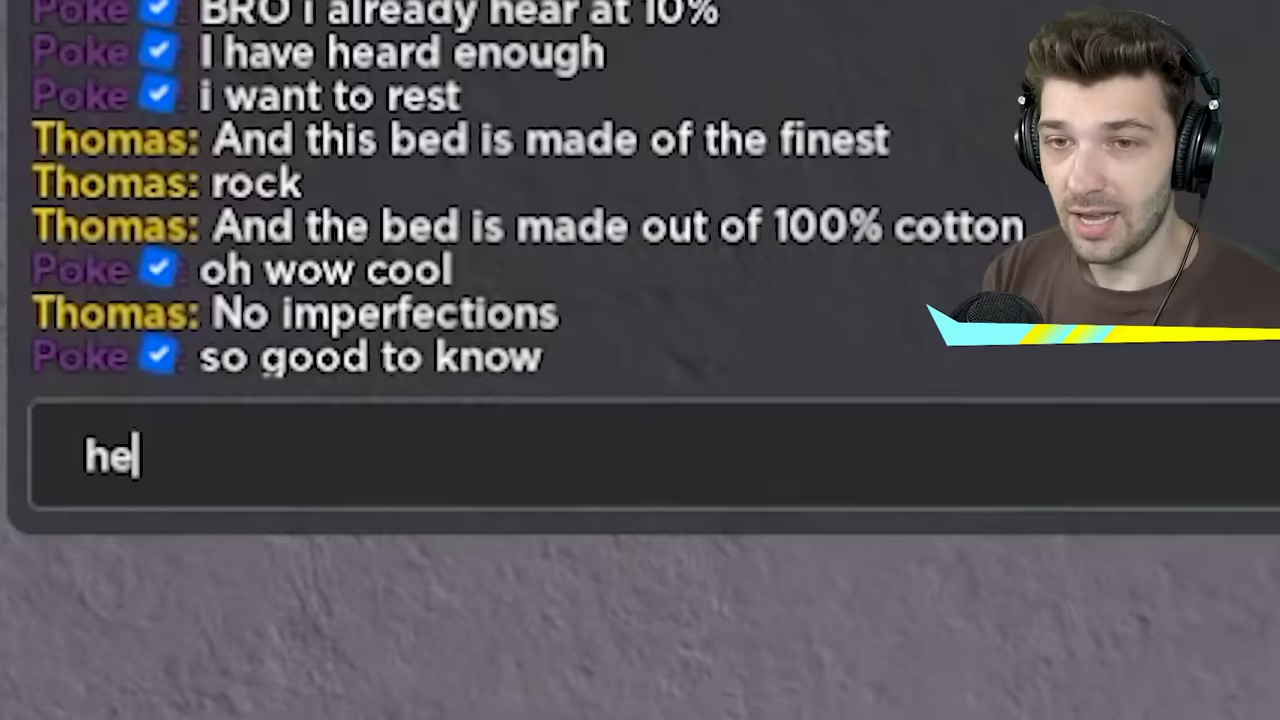 Poke: BRO i already hear at 10%
Poke: I have heard enough
Poke: i want to rest
Thomas: And this bed is made of the finest
Thomas: rock
Thomas: And the bed is made out of 100% cotton
Poke: oh wow cool
Thomas: No imperfections
Poke: so good to know
he